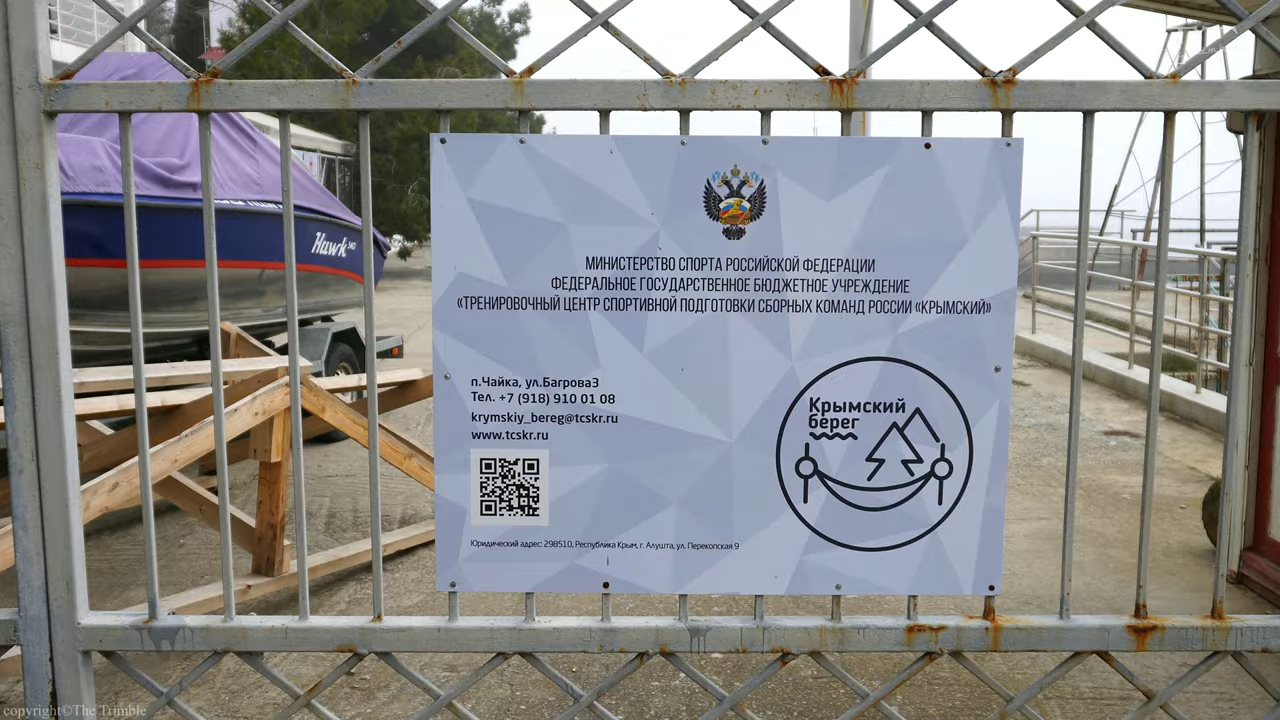 Hawk 540
МИНИСТЕРСТВО СПОРТА РОССИЙСКОЙ ФЕДЕРАЦИИ
ФЕДЕРАЛЬНОЕ ГОСУДАРСТВЕННОЕ БЮДЖЕТНОЕ УЧРЕЖДЕНИЕ
«ТРЕНИРОВОЧНЫЙ ЦЕНТР СПОРТИВНОЙ ПОДГОТОВКИ СБОРНЫХ КОМАНД РОССИИ «КРЫМСКИЙ»
п.Чайка, ул.Багрова3
Тел. +7 (918) 910 01 08
krymskiy_bereg@tcskr.ru
www.tcskr.ru
Крымский
берег
Юридический адрес: 298510, Республика Крым, г. Алушта, ул. Перекопская 9
copyright©The Trimble